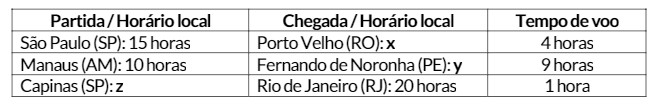 Partida / Horário local Chegada / Horário local Tempo de voo
São Paulo (SP): 15 horas Porto Velho (RO): x 4 horas
Manaus (AM): 10 horas Fernando de Noronha (PE): y 9 horas
Capinas (SP): z Rio de Janeiro (RJ): 20 horas 1 hora